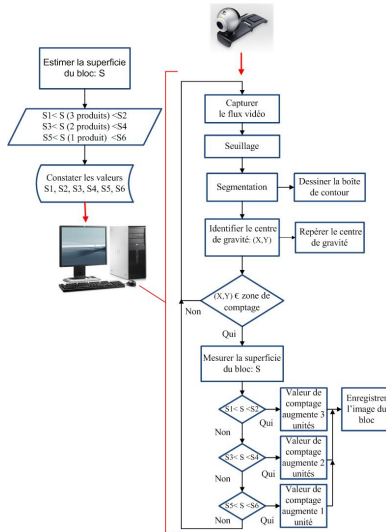 Estimer la superficie
du bloc: S
S1< S (3 produits) <S2
S3< S (2 produits) <S4
S5< S (1 produit) <S6
Constater les valeurs
S1, S2, S3, S4, S5, S6
Capturer
le flux vidéo
Seuillage
Segmentation
Dessiner la boîte
de contour
Identifier le centre
de gravité: (X,Y)
Repérer le centre
de gravité
(X,Y) € zone de
comptage
Non
Qui
Mesurer la superficie
du bloc: S
S1< S <S2
Qui
Valeur de
comptage
augmente 3
unités
Enregistrer
l'image du
bloc
Non
S3< S <S4
Qui
Valeur de
comptage
augmente 2
unités
Non
S5< S <S6
Qui
Valeur de
comptage
augmente 1
unité
Non